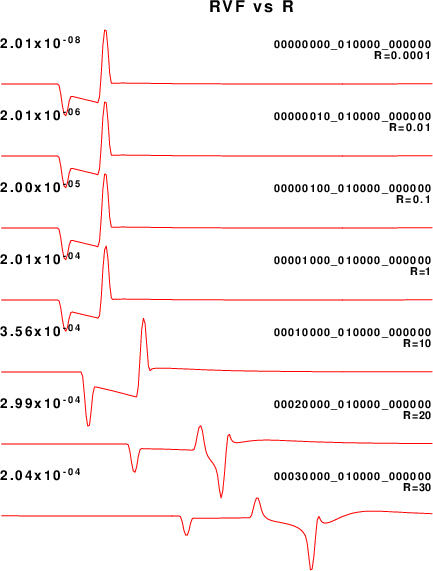 RVF vs R
2.01x10-08 00000000_010000_000000
R=0.0001
2.01x10-06 00000010_010000_000000
R=0.01
2.00x10-05 00000100_010000_000000
R=0.1
2.01x10-04 00001000_010000_000000
R=1
3.56x10-04 00010000_010000_000000
R=10
2.99x10-04 00020000_010000_000000
R=20
2.04x10-04 00030000_010000_000000
R=30